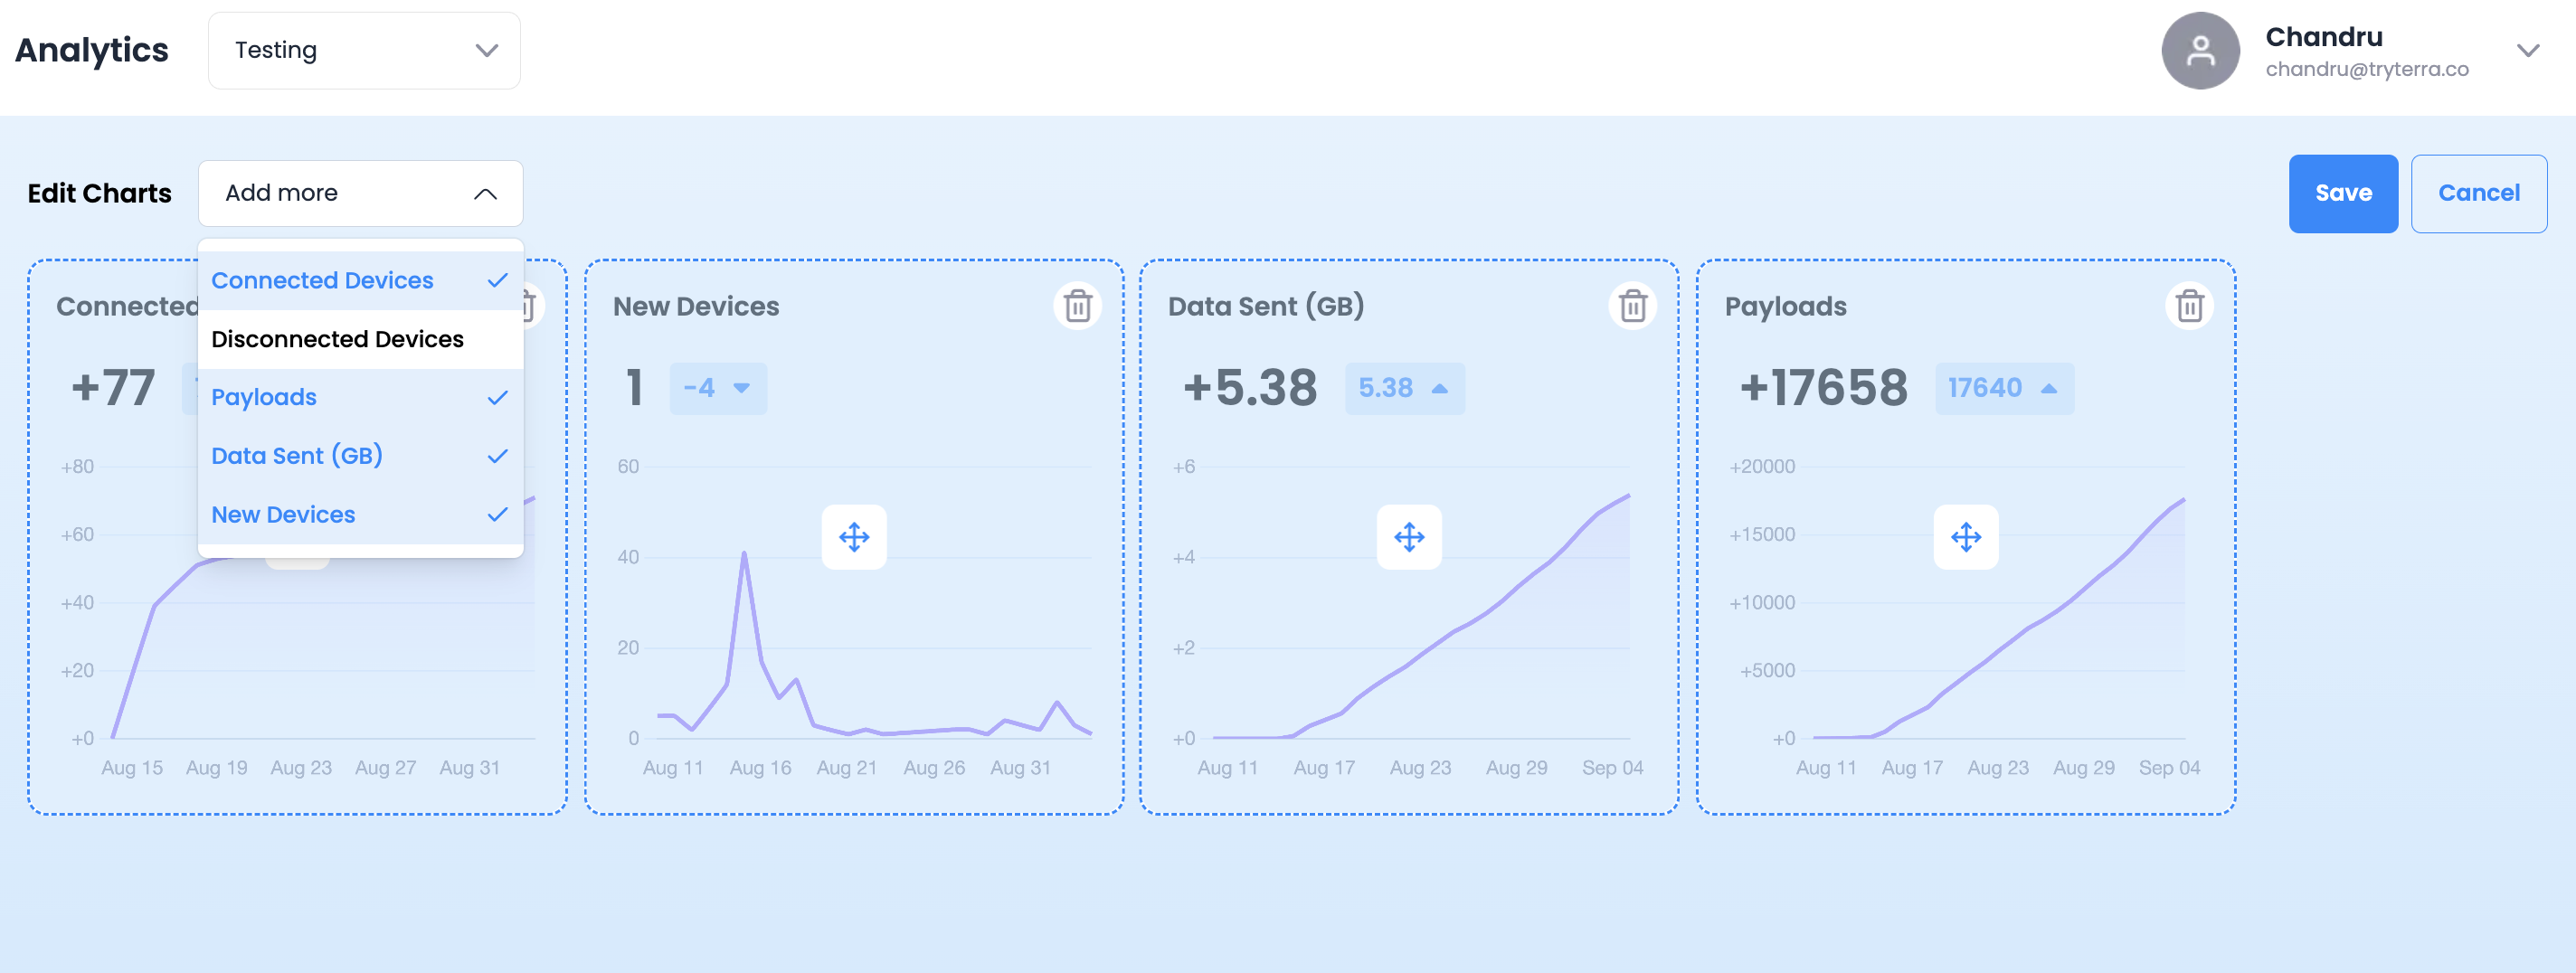 Analytics
Testing
Chandru
chandru@tryterra.co
Edit Charts
Add more
Save
Cancel
Connected Devices
Disconnected Devices
Payloads
Data Sent (GB)
New Devices
Connected
+77
+80
+60
+40
+20
+0
Aug 15 Aug 19 Aug 23 Aug 27 Aug 31
New Devices
1 -4
60
40
20
0
Aug 11 Aug 16 Aug 21 Aug 26 Aug 31
Data Sent (GB)
+5.38 5.38
+6
+4
+2
+0
Aug 11 Aug 17 Aug 23 Aug 29 Sep 04
Payloads
+17658 17640
+20000
+15000
+10000
+5000
+0
Aug 11 Aug 17 Aug 23 Aug 29 Sep 04